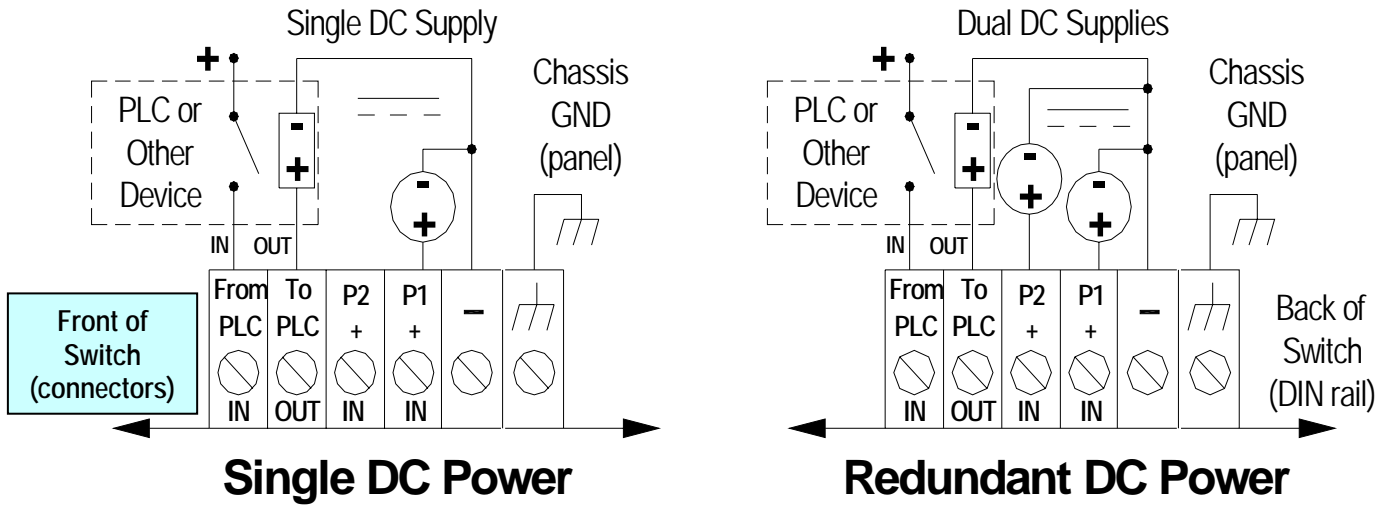 Single DC Supply
+
Chassis
GND
(panel)
PLC or
Other
Device
-
+
-
+
IN OUT
From
PLC
IN
To
PLC
OUT
P2
+
IN
P1
+
IN
–
Front of
Switch
(connectors)
Single DC Power
Dual DC Supplies
+
Chassis
GND
(panel)
PLC or
Other
Device
-
+
-
+
-
+
IN OUT
From
PLC
IN
To
PLC
OUT
P2
+
IN
P1
+
IN
–
Back of
Switch
(DIN rail)
Redundant DC Power